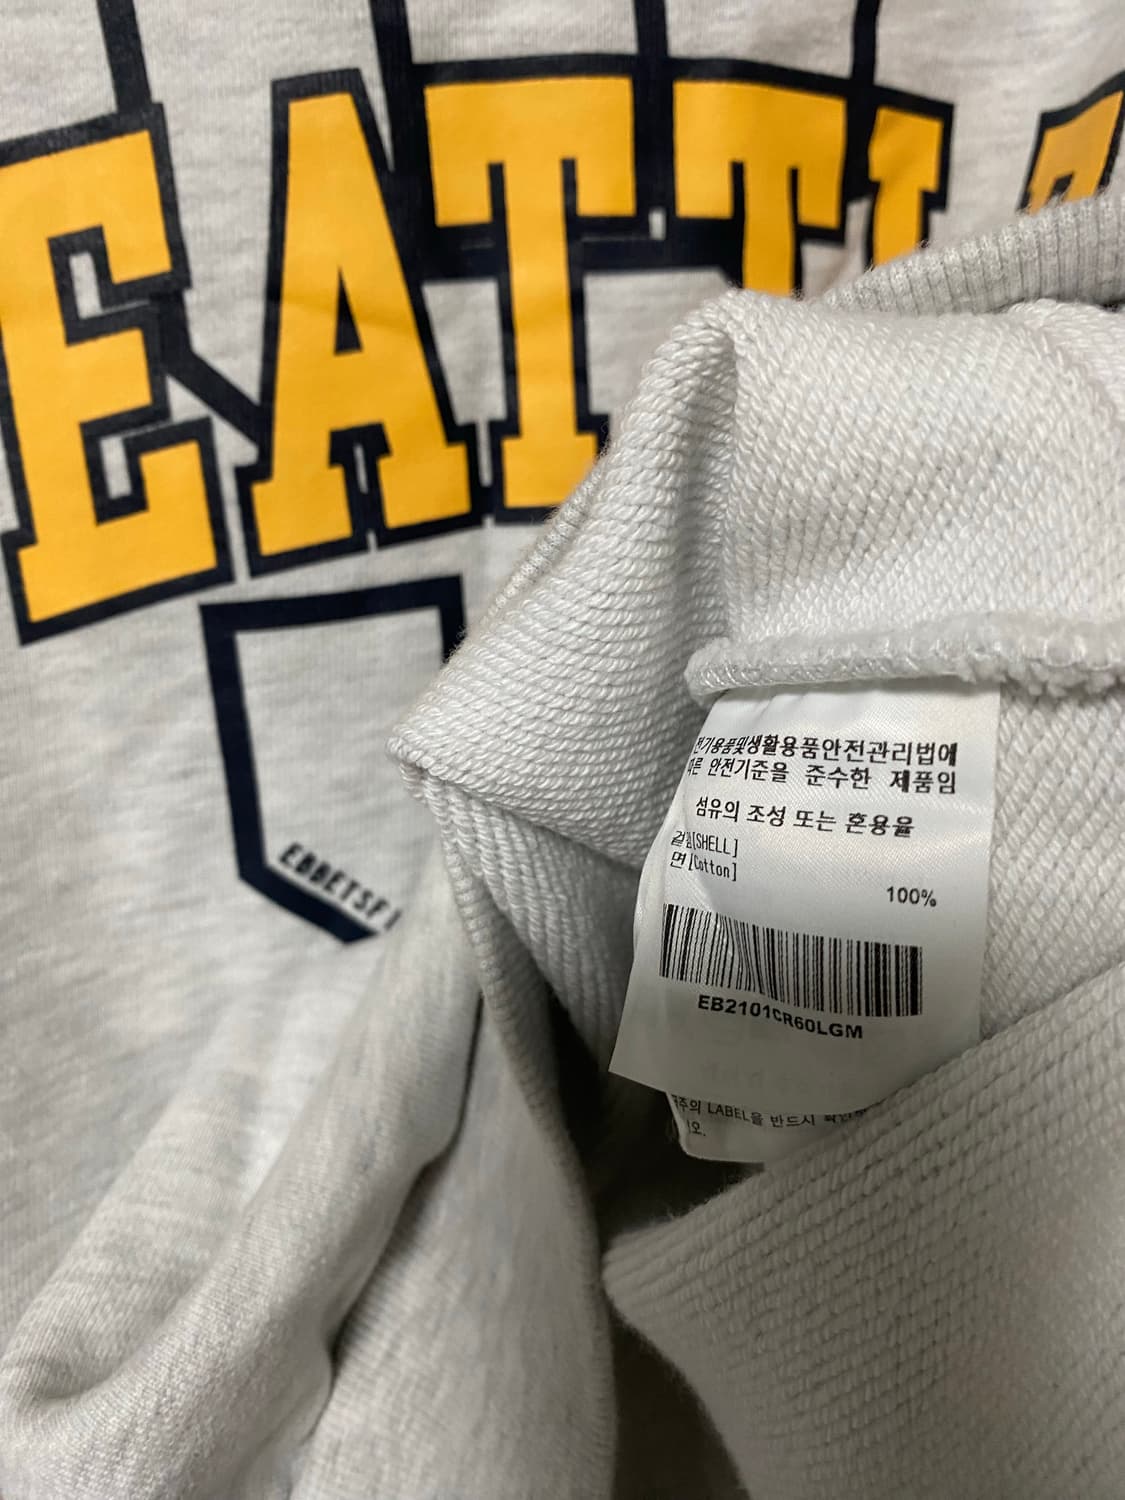 EATTL
EBBETSF
전기용품및생활용품안전관리법에
따른 안전기준을 준수한 제품임
섬유의 조성 또는 혼용율
겉감[SHELL]
면[Cotton]
100%
EB2101CR60LGM
LABEL을 반드시